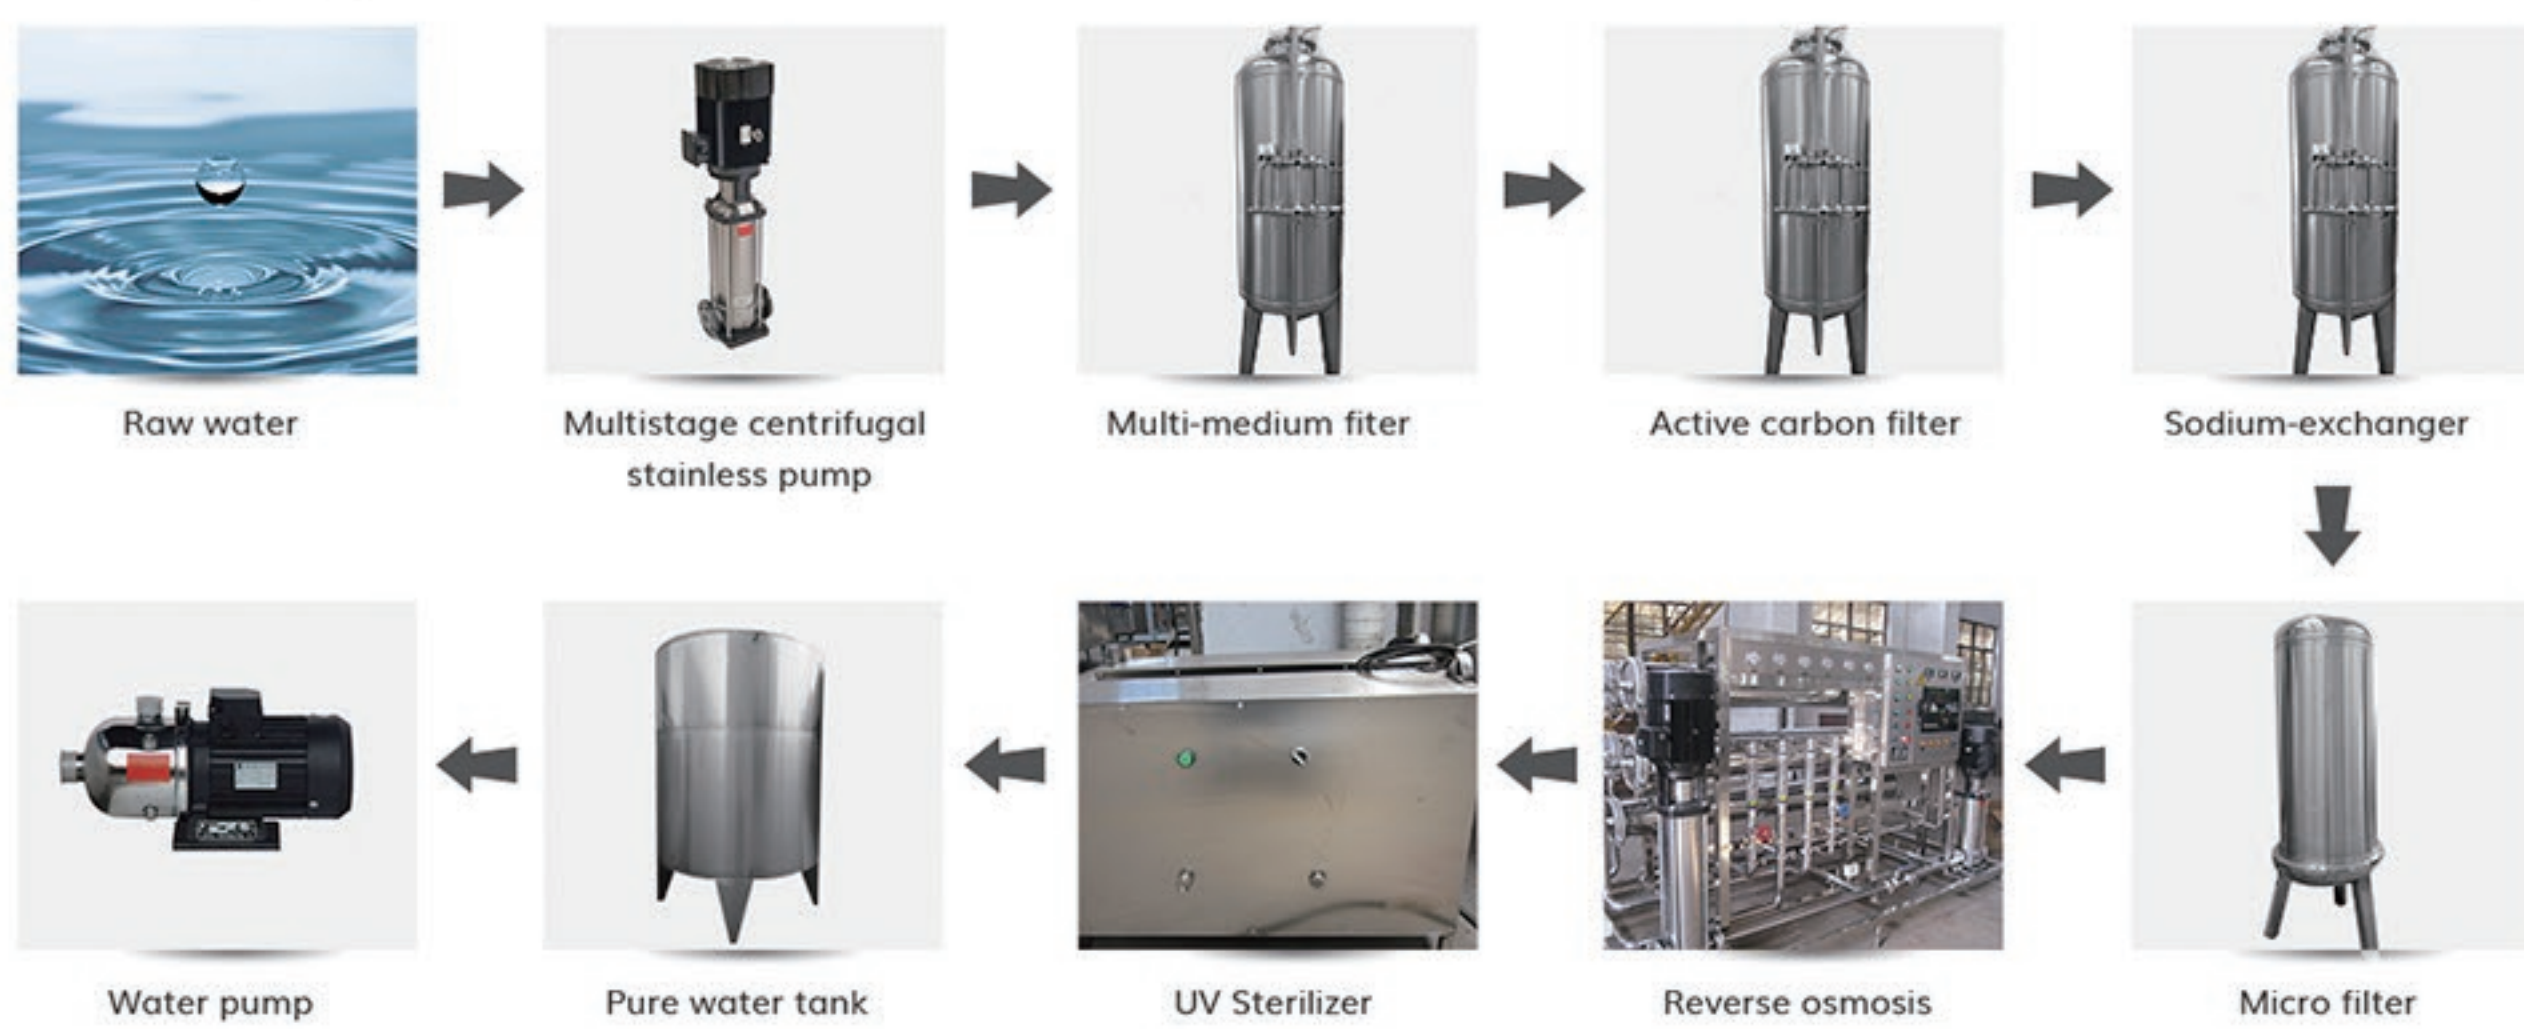 Raw water
Multistage centrifugal
stainless pump
Multi-medium fiter
Active carbon filter
Sodium-exchanger
Water pump
Pure water tank
UV Sterilizer
Reverse osmosis
Micro filter